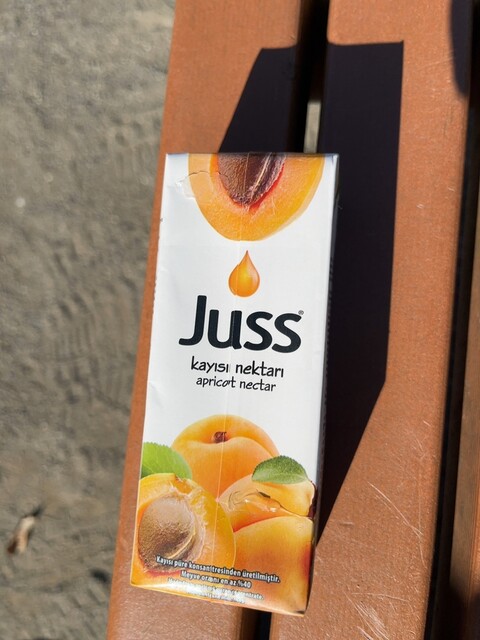 Juss®
kayısı nektarı
apricot nectar
Kayısı püre konsantresinden üretilmiştir.
Meyve oranı en az %40